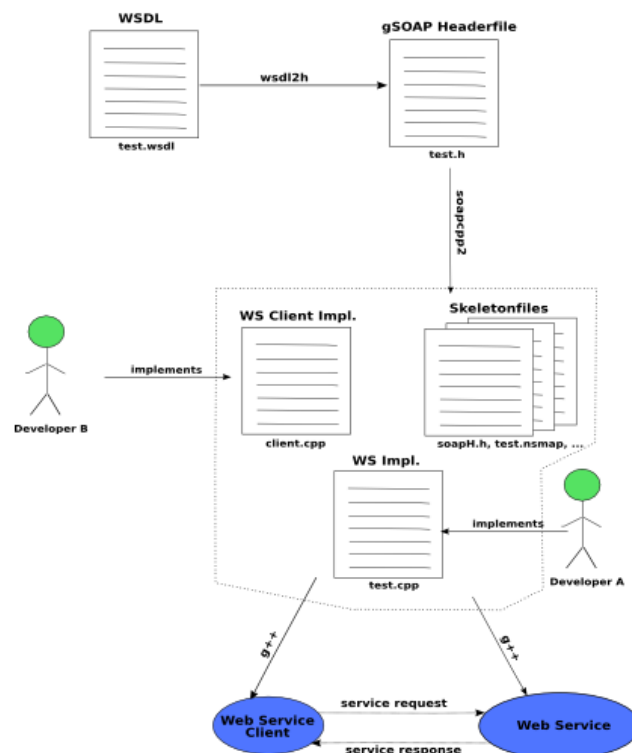 WSDL
gSOAP Headerfile
wsdl2h
test.wsdl
test.h
soapcpp2
WS Client Impl.
Skeletonfiles
implements
Developer B
client.cpp
soapH.h, test.nsmap, ...
WS Impl.
implements
test.cpp
Developer A
g++
g++
service request
Web Service
Client
Web Service
service response